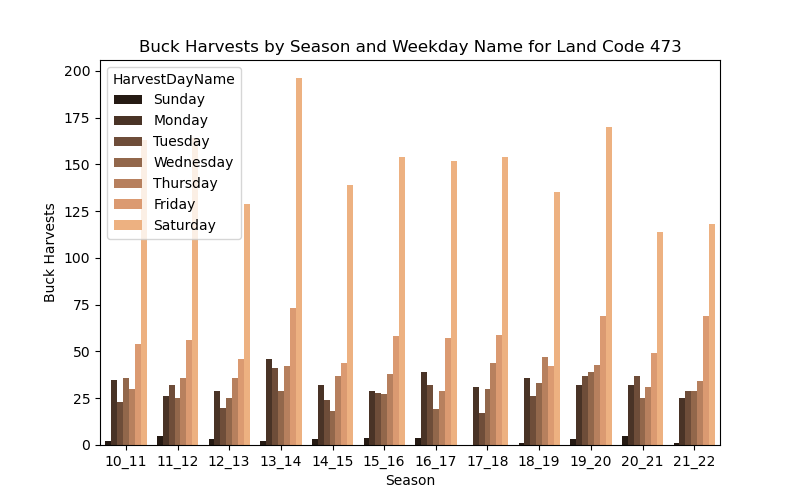 Buck Harvests by Season and Weekday Name for Land Code 473
200
175
150
125
100
75
50
25
0
Buck Harvests
HarvestDayName
Sunday
Monday
Tuesday
Wednesday
Thursday
Friday
Saturday
10_11 11_12 12_13 13_14 14_15 15_16 16_17 17_18 18_19 19_20 20_21 21_22
Season